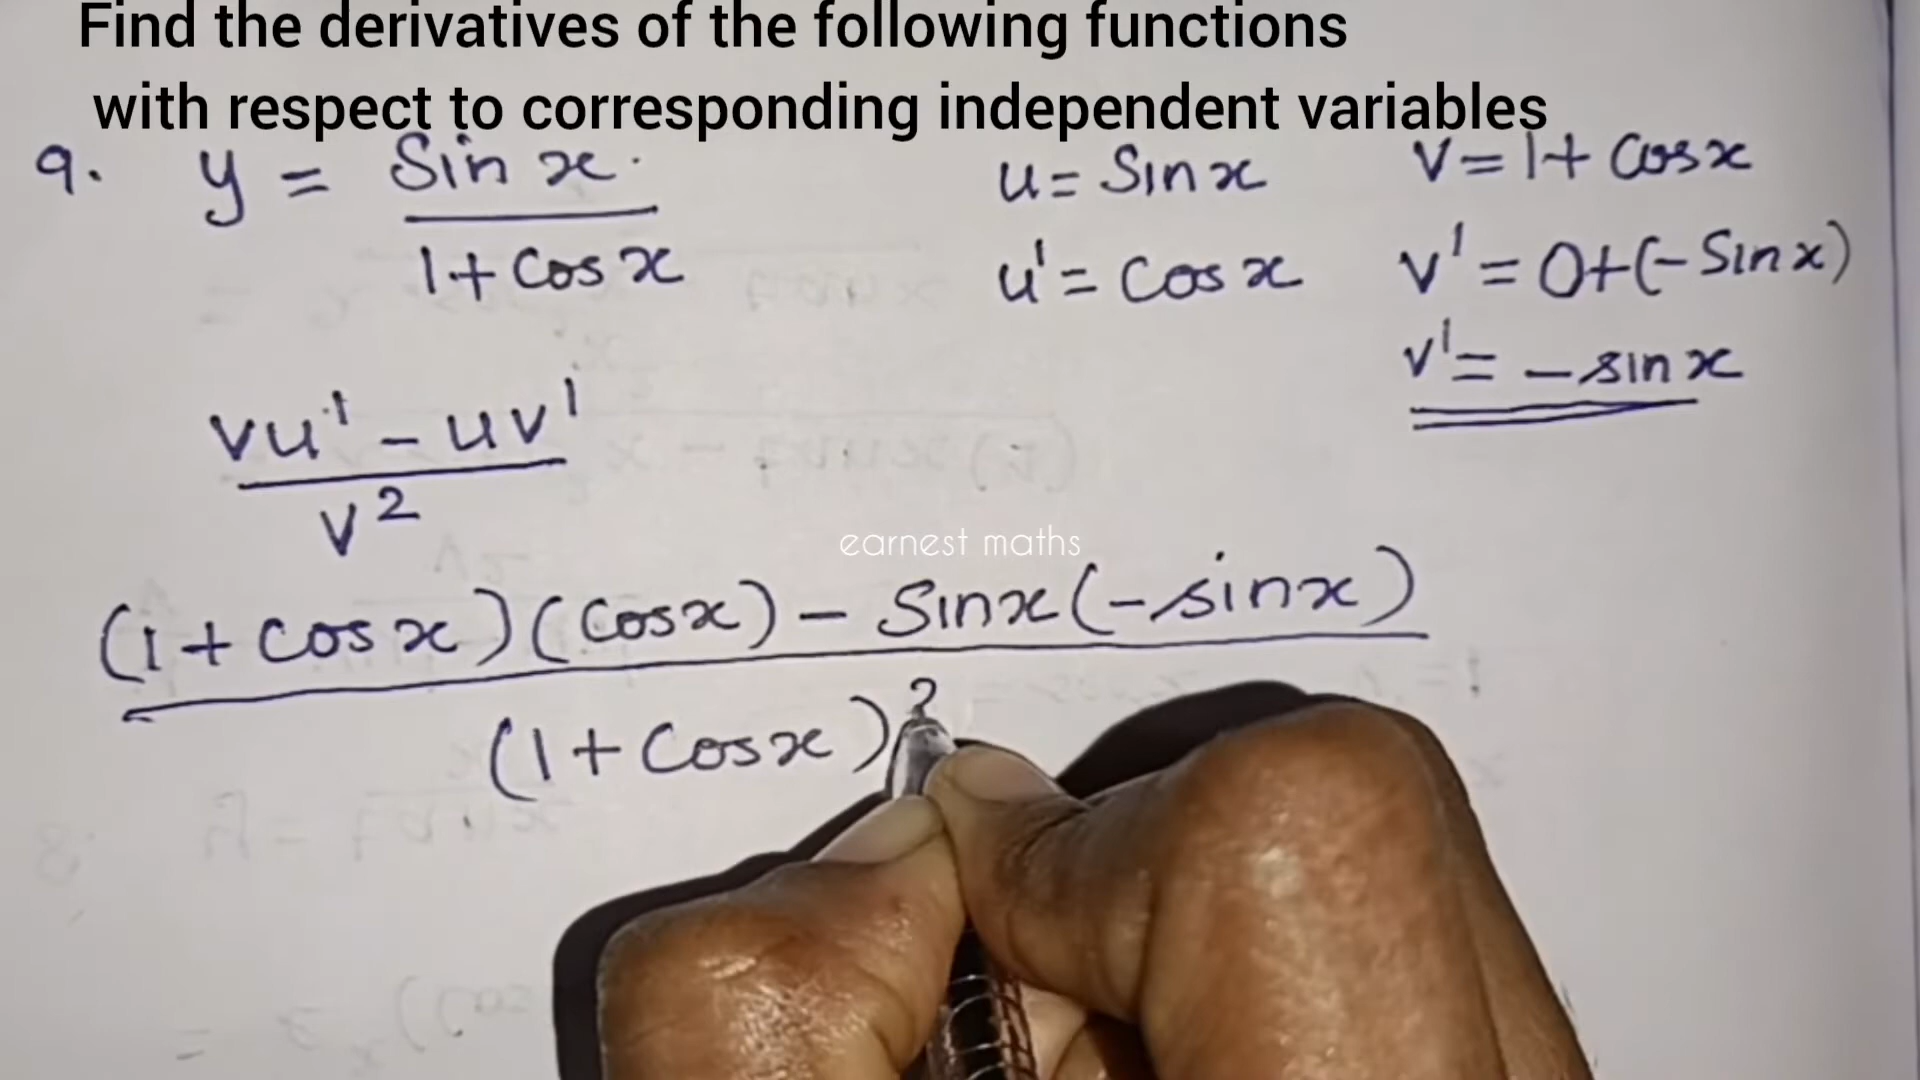 Find the derivatives of the following functions
with respect to corresponding independent variables
9. y = Sin x / 1 + Cos x
u = Sin x
u' = Cos x
V = 1 + Cos x
v' = 0 + (- Sin x)
v' = - sin x
vu' - uv' / v²
earnest maths
(1 + Cos x) (Cos x) - Sin x (- sin x) / (1 + Cos x)²